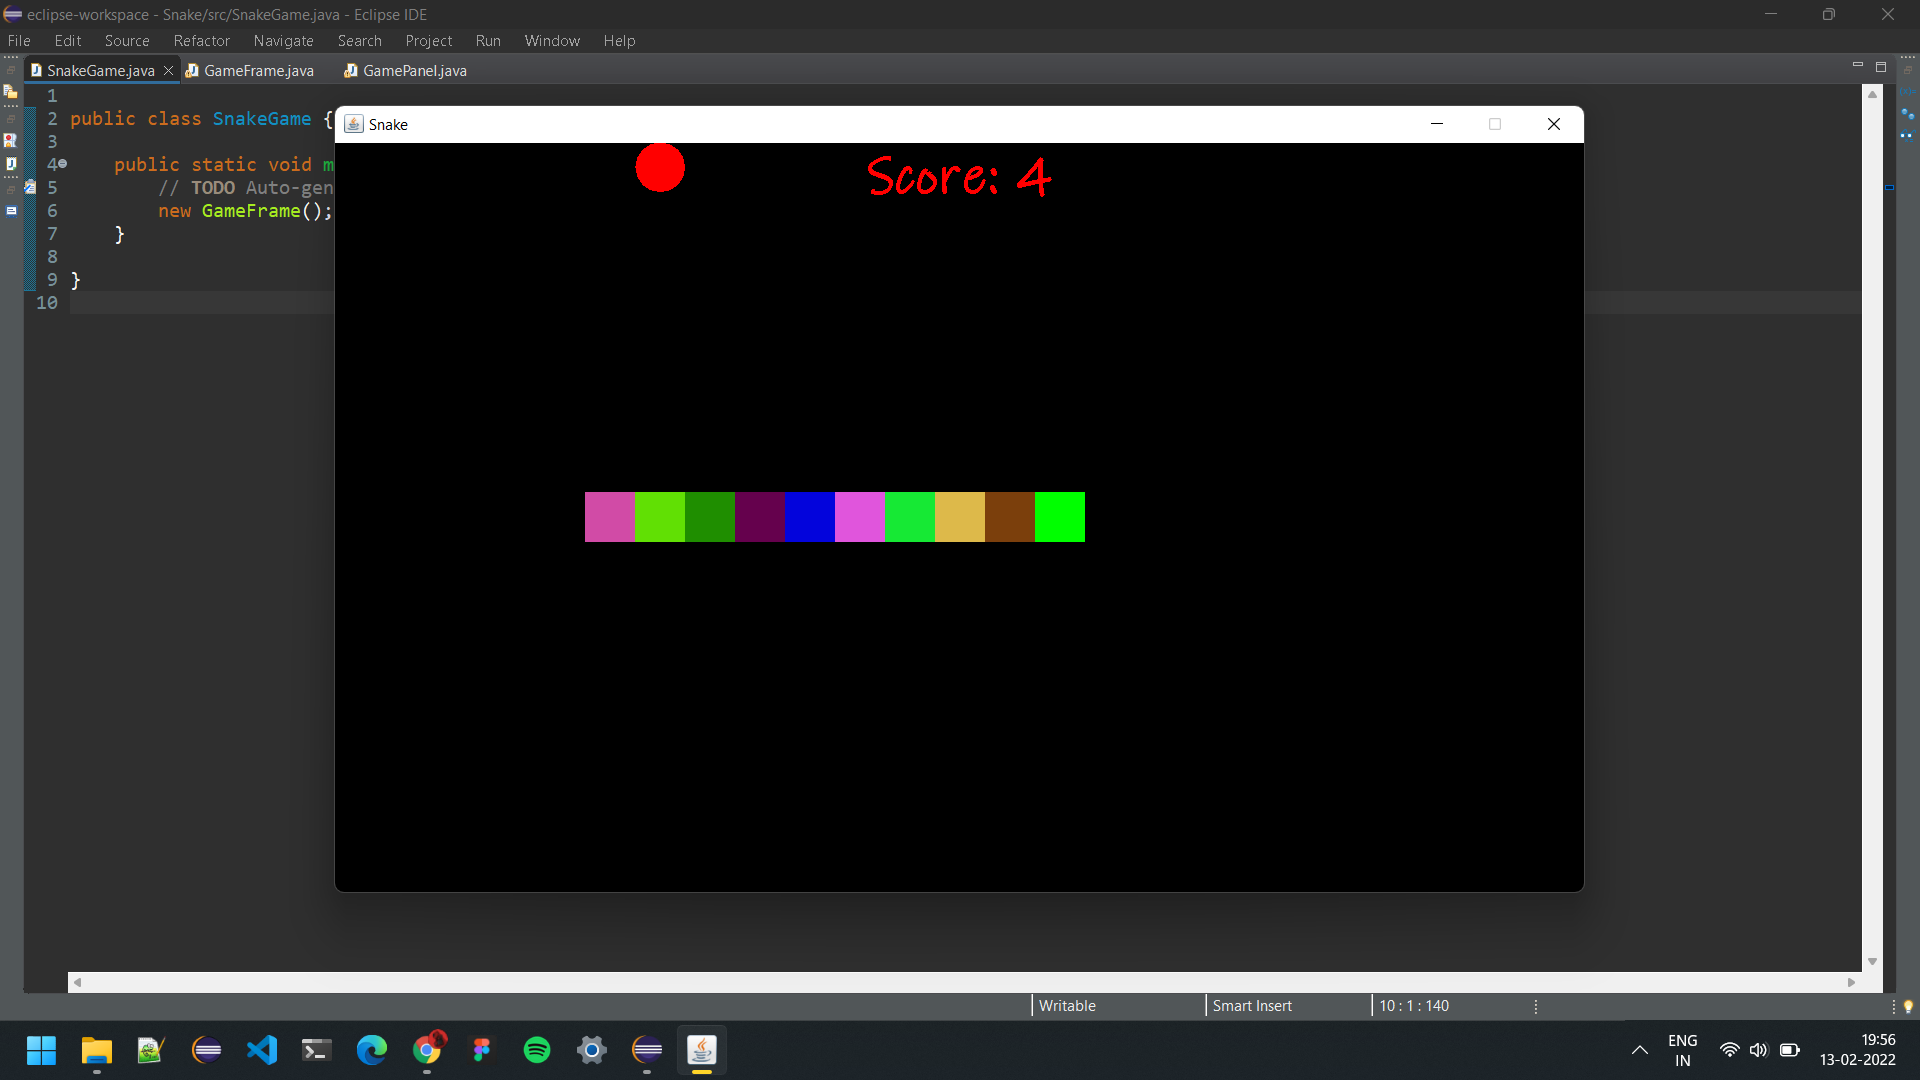 eclipse-workspace - Snake/src/SnakeGame.java - Eclipse IDE
File Edit Source Refactor Navigate Search Project Run Window Help
SnakeGame.java GameFrame.java GamePanel.java
1
2 public class SnakeGame {
3
4 public static void m
5 // TODO Auto-gen
6 new GameFrame();
7 }
8
9 }
10
Snake
Score: 4
Writable Smart Insert 10 : 1 : 140
ENG
IN
19:56
13-02-2022